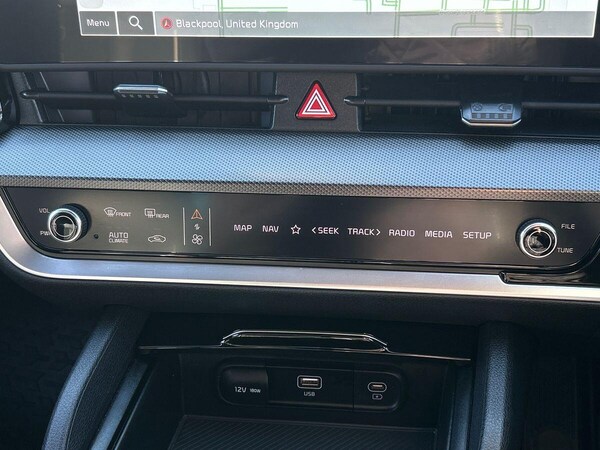 Menu
Blackpool, United Kingdom
VOL
PWR
FRONT
REAR
AUTO
CLIMATE
MAP
NAV
< SEEK
TRACK >
RADIO
MEDIA
SETUP
FILE
TUNE
12V 180W
USB